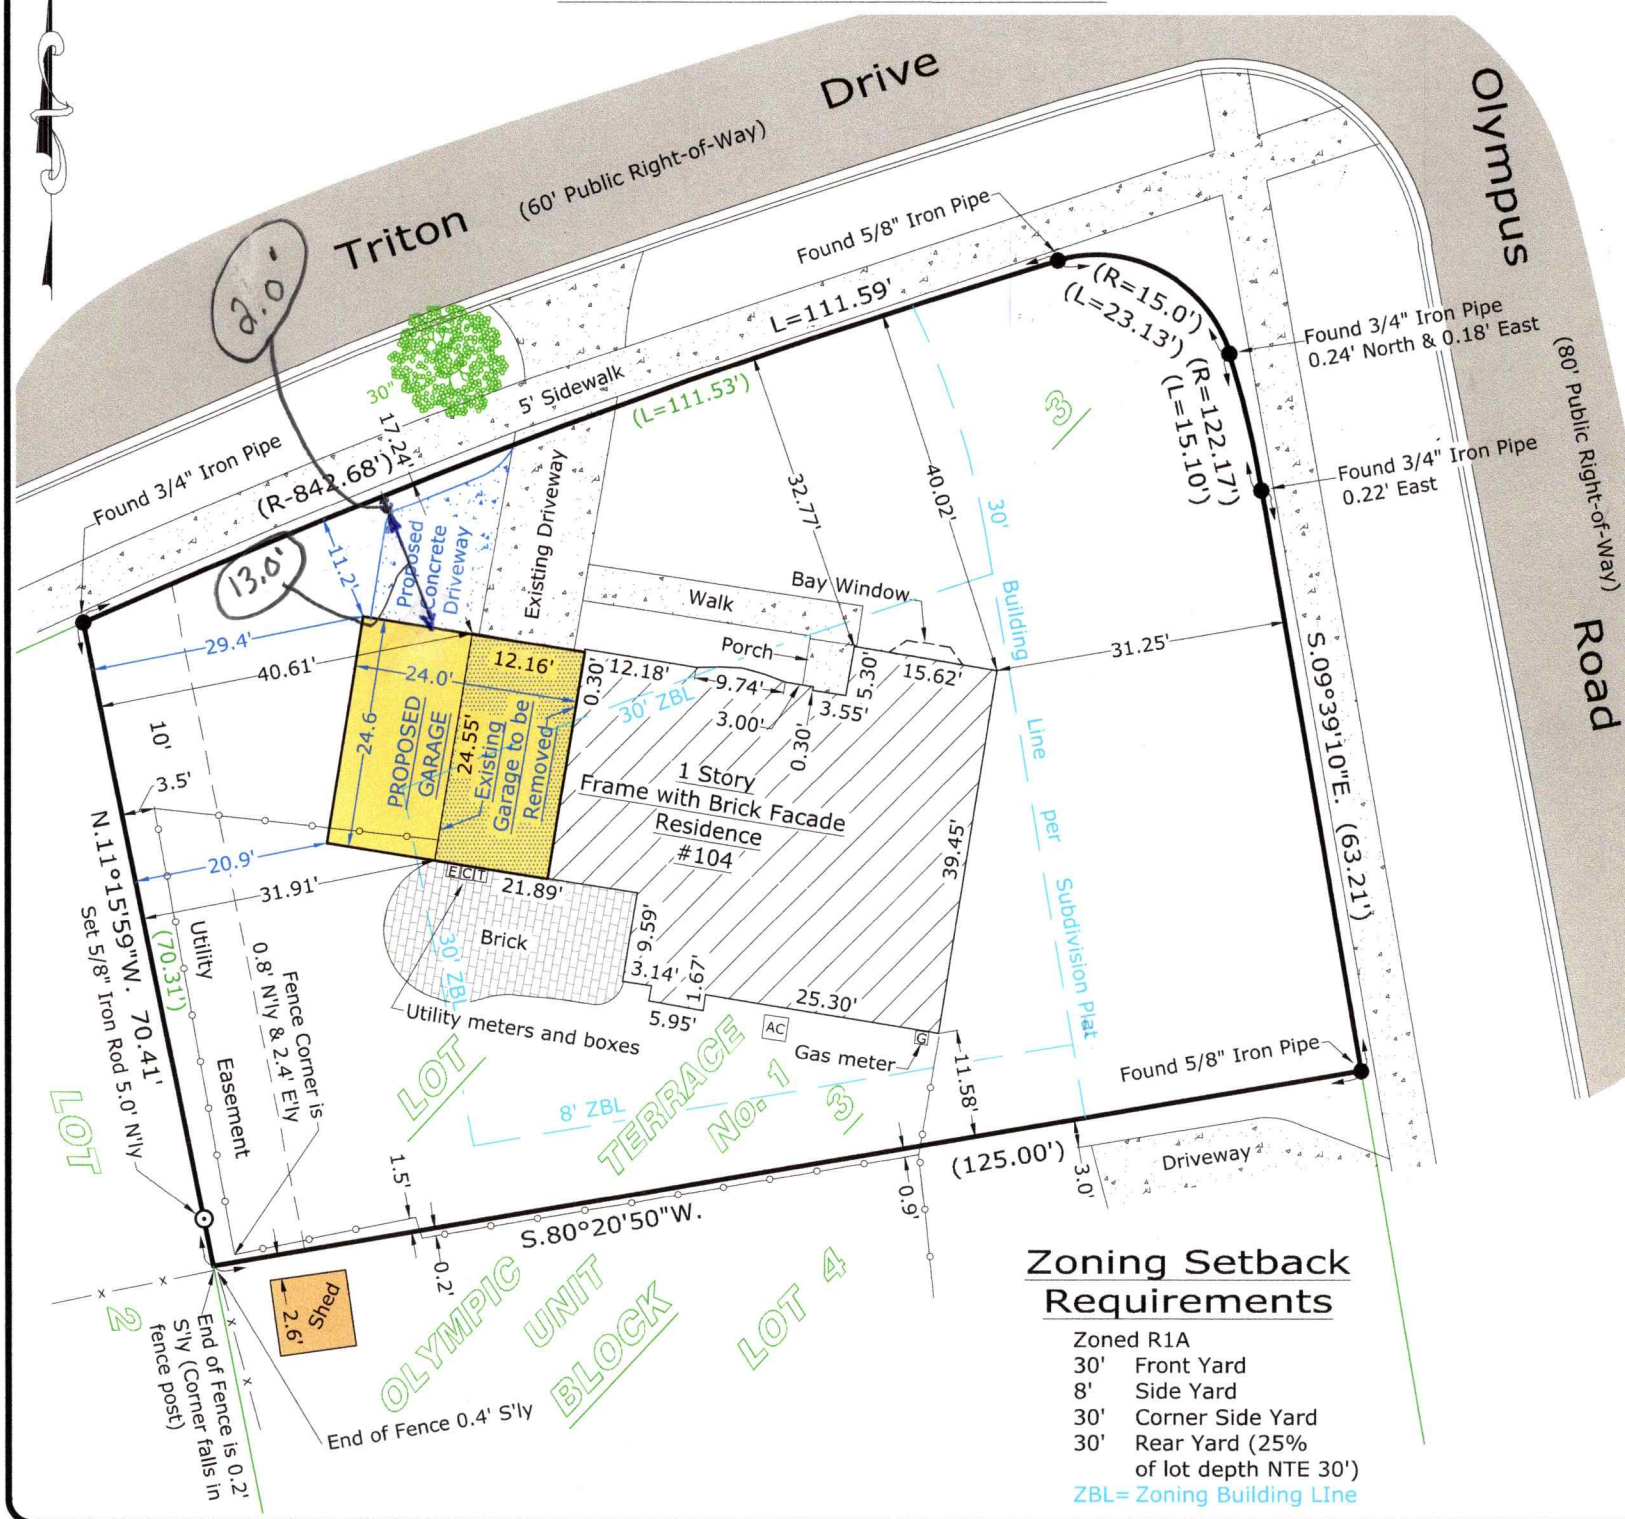 Triton
Drive
(60' Public Right-of-Way)
Olympus
Road
(80' Public Right-of-Way)
2.0'
13.0'
30"
5' Sidewalk
Found 5/8" Iron Pipe
L=111.59'
(L=111.53')
(R=15.0')
(L=23.13')
(R=122.17')
(L=15.10')
Found 3/4" Iron Pipe
0.24' North & 0.18' East
Found 3/4" Iron Pipe
0.22' East
Found 3/4" Iron Pipe
(R-842.68')
17.24'
11.2'
Proposed
Concrete
Driveway
Existing Driveway
32.77'
40.02'
3
30'
Building
Line
per
Subdivision Plat
Bay Window
Walk
Porch
29.4'
40.61'
31.25'
S.09°39'10"E. (63.21')
12.16'
24.0'
24.6
24.55'
PROPOSED
GARAGE
Existing
Garage to be
Removed
0.30'
12.18'
9.74'
30' ZBL
3.00'
0.30'
3.55'
5.30'
15.62'
1 Story
Frame with Brick Facade
Residence
#104
39.45'
10'
3.5'
20.9'
31.91'
N.11°15'59"W. 70.41'
(70.31')
Set 5/8" Iron Rod 5.0' N'ly
Utility
Easement
Fence Corner is
0.8' N'ly & 2.4' E'ly
E C T
21.89'
Brick
30' ZBL
9.59'
3.14'
1.67'
5.95'
25.30'
Utility meters and boxes
AC
Gas meter
G
11.58'
Found 5/8" Iron Pipe
8' ZBL
LOT
3
TERRACE
No. 1
LOT
2
1.5'
0.2'
S.80°20'50"W.
(125.00')
0.9'
3.0'
Driveway
Shed
2.6'
End of Fence is 0.2'
S'ly (Corner falls in
fence post)
End of Fence 0.4' S'ly
OLYMPIC
UNIT
BLOCK
LOT 4
Zoning Setback
Requirements
Zoned R1A
30' Front Yard
8' Side Yard
30' Corner Side Yard
30' Rear Yard (25%
of lot depth NTE 30')
ZBL= Zoning Building LIne